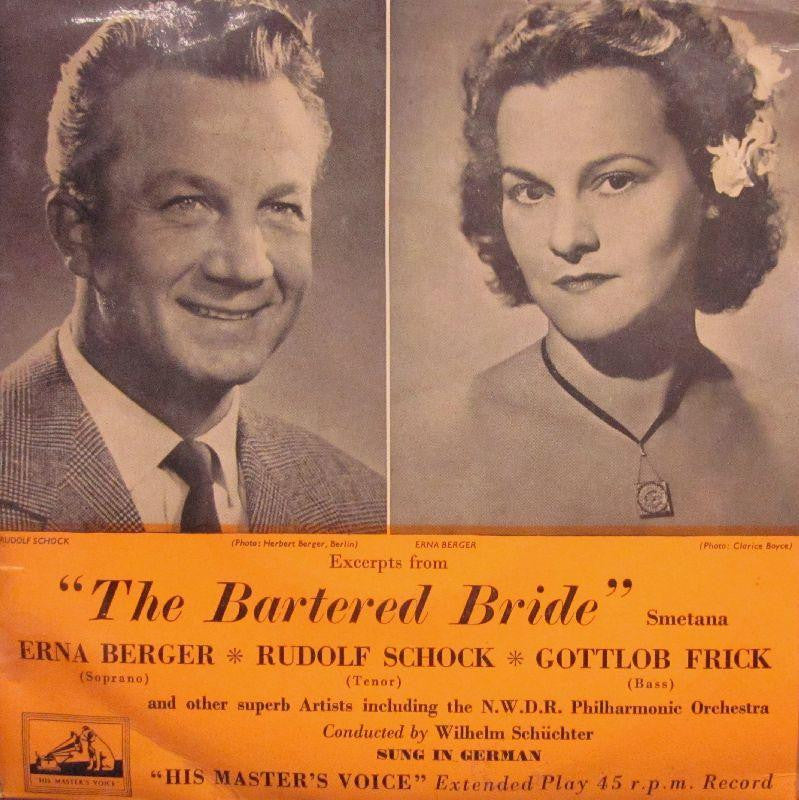 RUDOLF SCHOCK (Photo: Herbert Berger, Berlin) ERNA BERGER (Photo: Clarice Boyce)
Excerpts from
"The Bartered Bride" Smetana
ERNA BERGER * RUDOLF SCHOCK * GOTTLOB FRICK
(Soprano) (Tenor) (Bass)
and other superb Artists including the N.W.D.R. Philharmonic Orchestra
Conducted by Wilhelm Schüchter
SUNG IN GERMAN
HIS MASTER'S VOICE
"HIS MASTER'S VOICE" Extended Play 45 r.p.m. Record